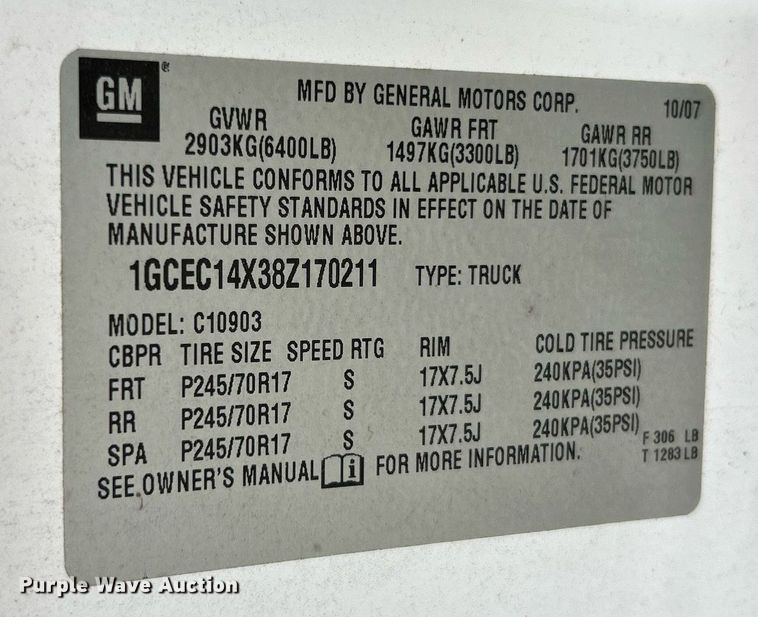 GM ®
MFD BY GENERAL MOTORS CORP. 10/07
GVWR GAWR FRT GAWR RR
2903KG(6400LB) 1497KG(3300LB) 1701KG(3750LB)
THIS VEHICLE CONFORMS TO ALL APPLICABLE U.S. FEDERAL MOTOR
VEHICLE SAFETY STANDARDS IN EFFECT ON THE DATE OF
MANUFACTURE SHOWN ABOVE.
1GCEC14X38Z170211 TYPE: TRUCK
MODEL: C10903
CBPR TIRE SIZE SPEED RTG RIM COLD TIRE PRESSURE
FRT P245/70R17 S 17X7.5J 240KPA(35PSI)
RR P245/70R17 S 17X7.5J 240KPA(35PSI)
SPA P245/70R17 S 17X7.5J 240KPA(35PSI)
SEE OWNER'S MANUAL i FOR MORE INFORMATION.
F 306 LB
T 1283 LB
Purple Wave Auction